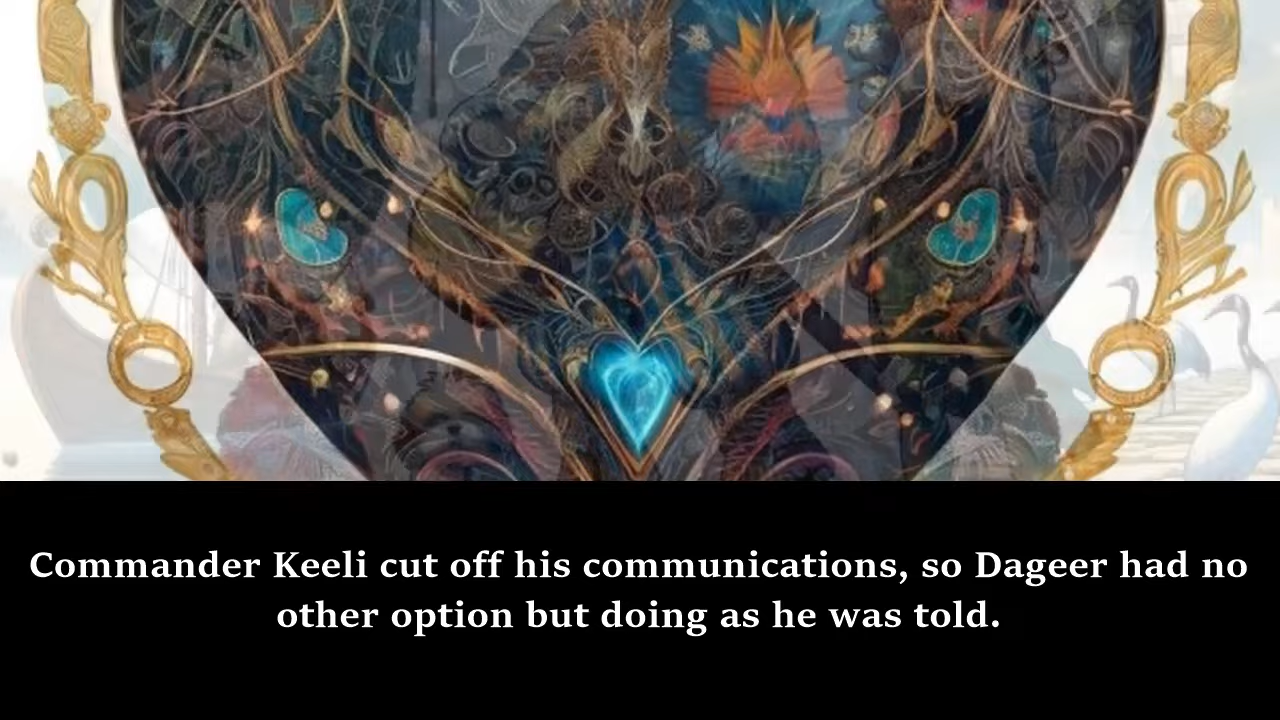 Commander Keeli cut off his communications, so Dageer had no
other option but doing as he was told.